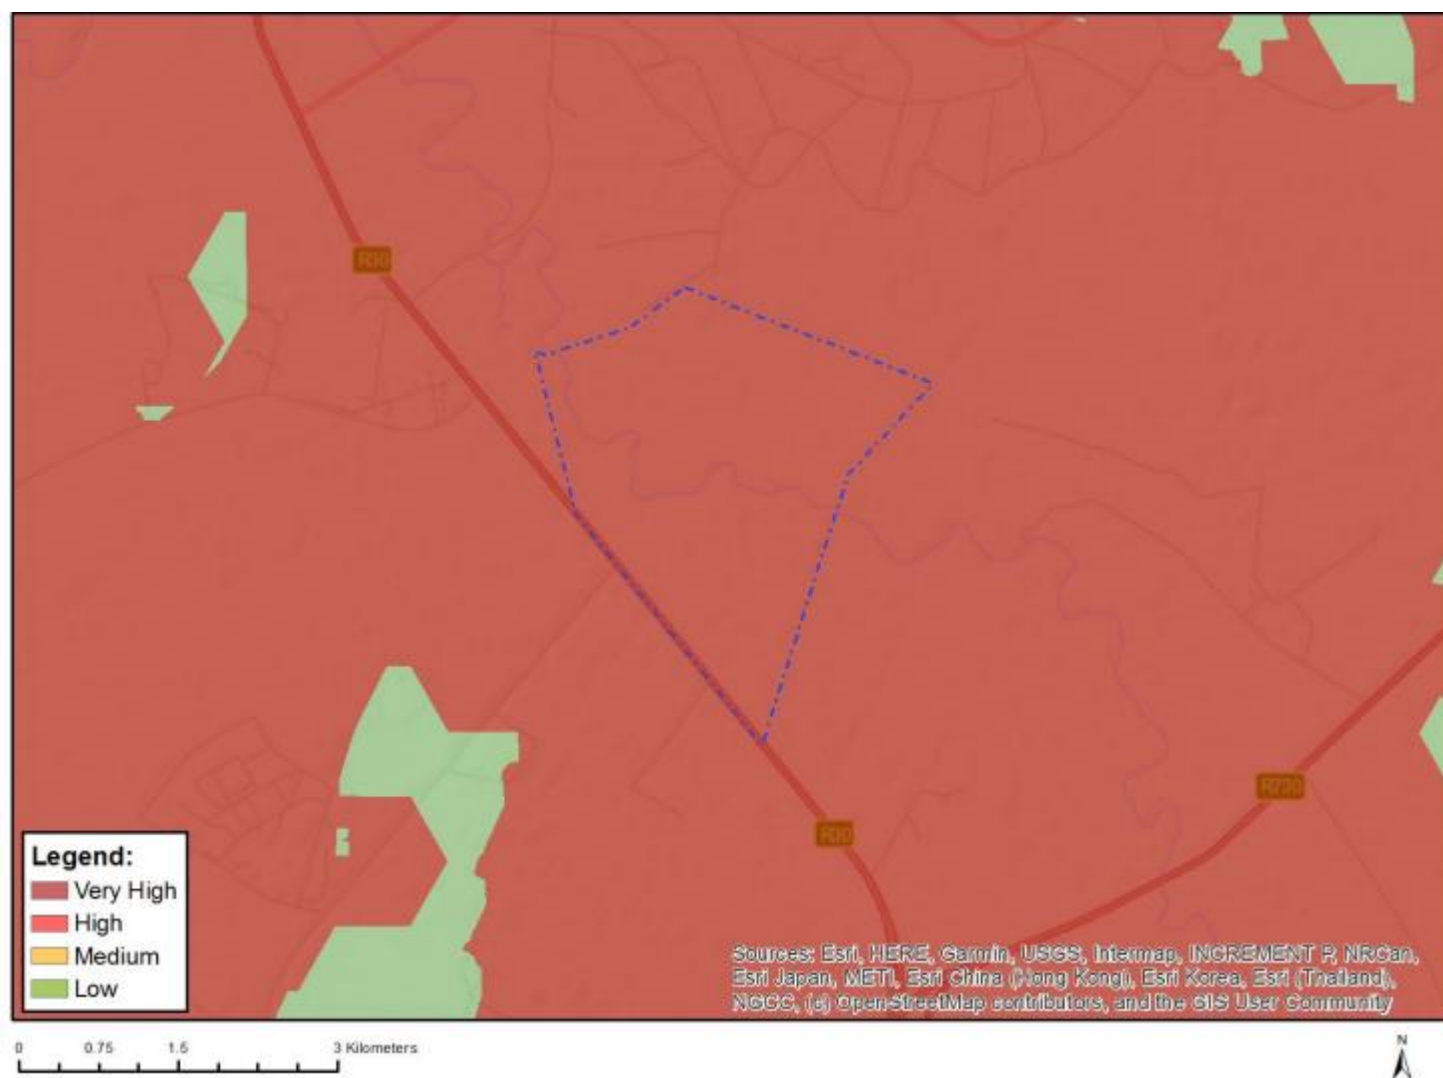 R30
R730
R30
Legend:
Very High
High
Medium
Low
Sources: Esri, HERE, Garmin, USGS, Intermap, INCREMENT P, NRCan,
Esri Japan, METI, Esri China (Hong Kong), Esri Korea, Esri (Thailand),
NGCC, (c) OpenStreetMap contributors, and the GIS User Community
0 0.75 1.5 3 Kilometers
N